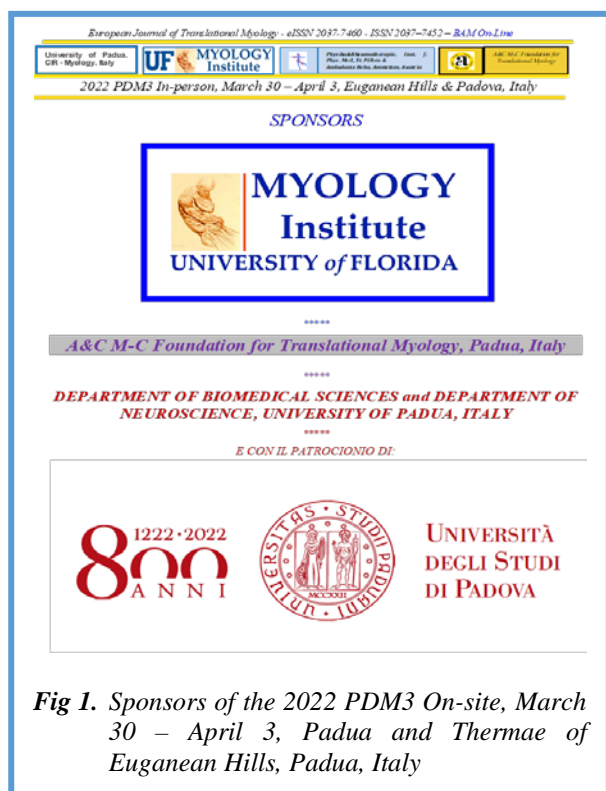 European Journal of Translational Myology - eISSN 2037-7460 - ISSN 2037-7452 – BAM On-Line
University of Padua.
CIR - Myology. Italy
UF
MYOLOGY
Institute
a
A&C M-C Foundation for
Translational Myology
2022 PDM3 In-person, March 30 – April 3, Euganean Hills & Padova, Italy
SPONSORS
MYOLOGY
Institute
UNIVERSITY of FLORIDA
*****
A&C M-C Foundation for Translational Myology, Padua, Italy
*****
DEPARTMENT OF BIOMEDICAL SCIENCES and DEPARTMENT OF
NEUROSCIENCE, UNIVERSITY OF PADUA, ITALY
*****
E CON IL PATROCIONIO DI:
1222·2022
800
ANNI
UNIVERSITAS · STUDII PADUANI ·
MCCXXII
UNIVERSITÀ
DEGLI STUDI
DI PADOVA
Fig 1. Sponsors of the 2022 PDM3 On-site, March
30 – April 3, Padua and Thermae of
Euganean Hills, Padua, Italy